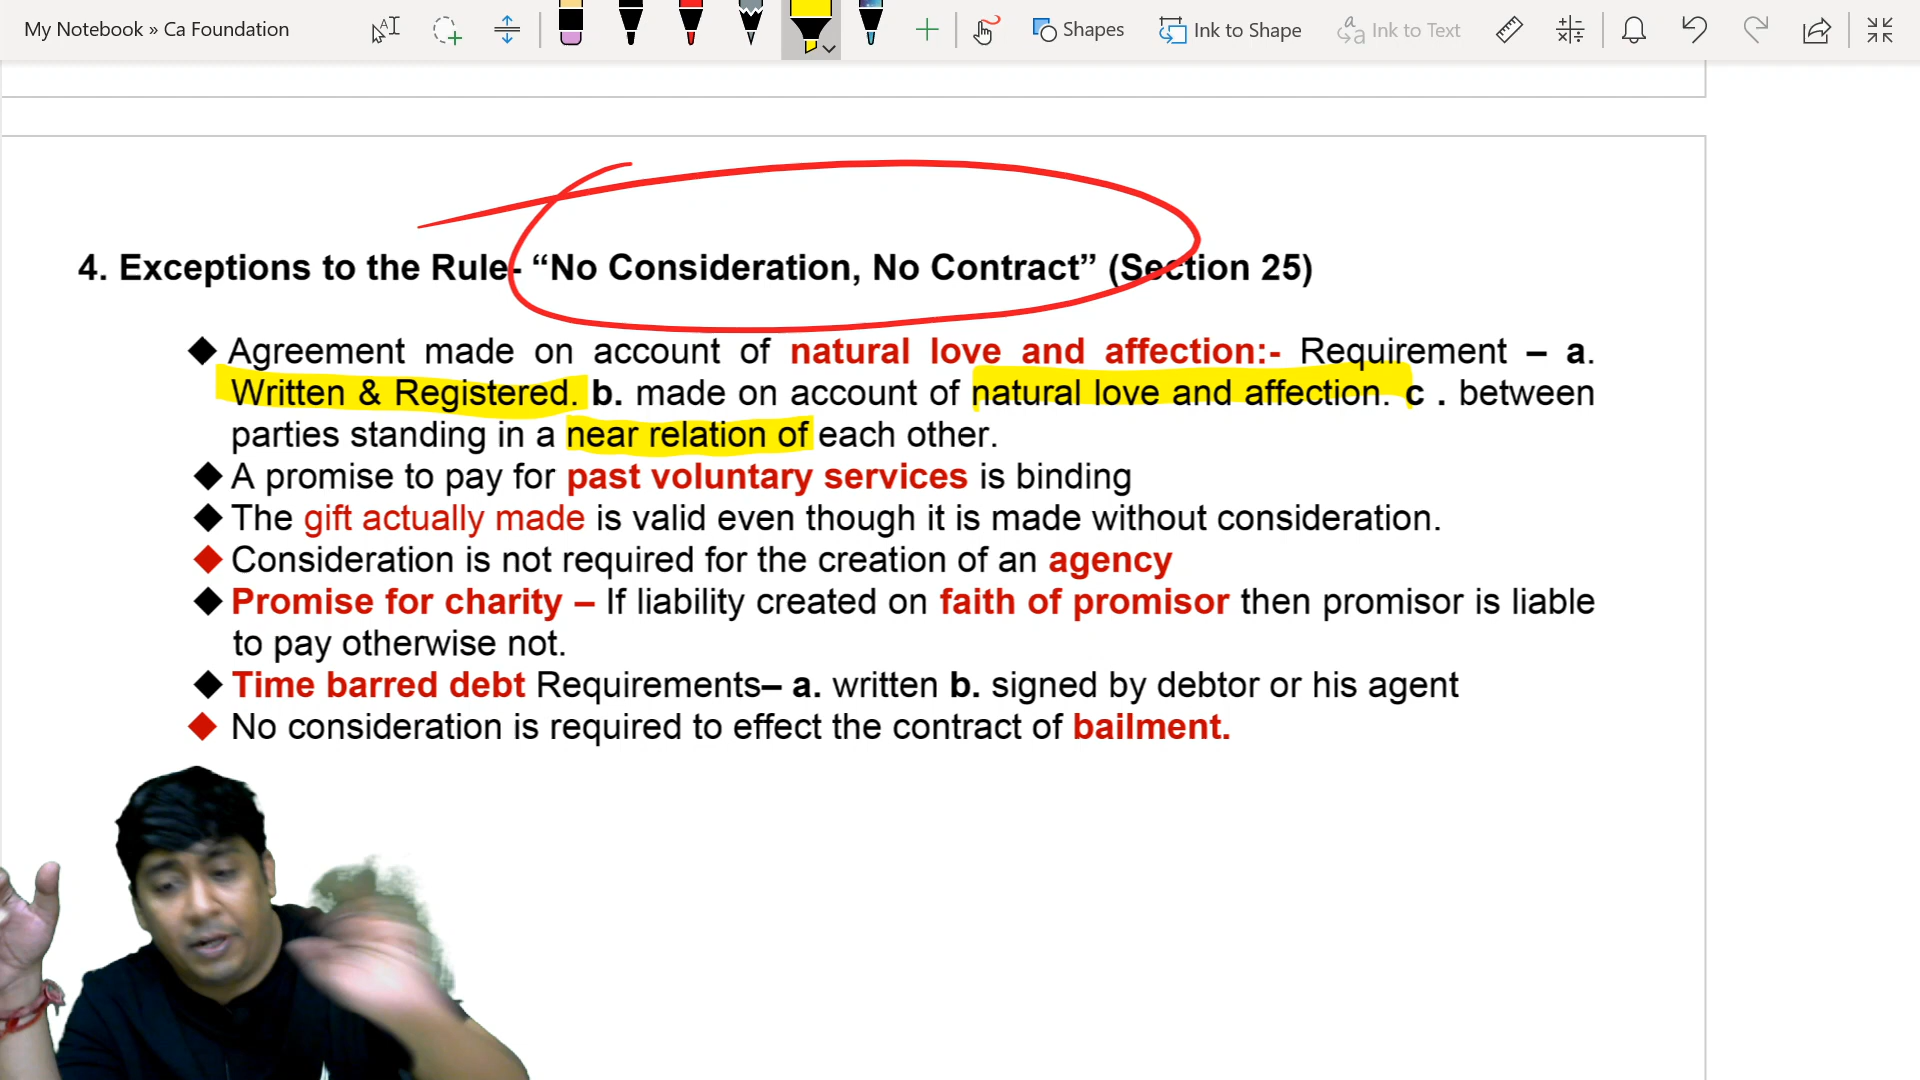 My Notebook » Ca Foundation
Shapes
Ink to Shape
Ink to Text
4. Exceptions to the Rule- “No Consideration, No Contract” (Section 25)
◆ Agreement made on account of natural love and affection:- Requirement – a.
Written & Registered. b. made on account of natural love and affection. c . between
parties standing in a near relation of each other.
◆ A promise to pay for past voluntary services is binding
◆ The gift actually made is valid even though it is made without consideration.
◆ Consideration is not required for the creation of an agency
◆ Promise for charity – If liability created on faith of promisor then promisor is liable
to pay otherwise not.
◆ Time barred debt Requirements– a. written b. signed by debtor or his agent
◆ No consideration is required to effect the contract of bailment.